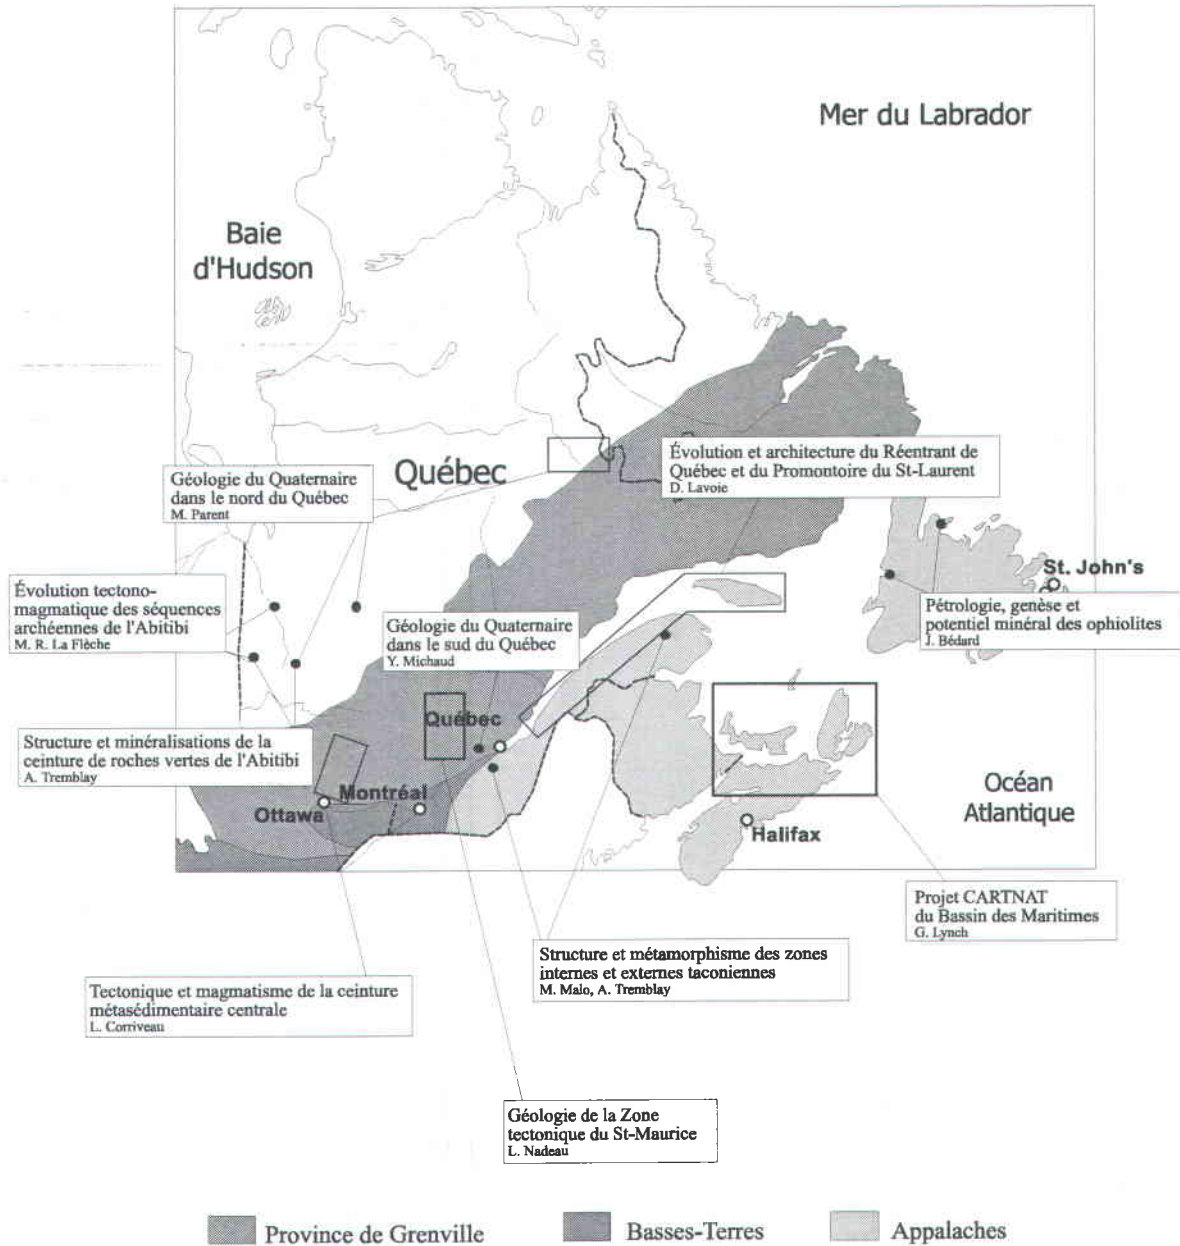 Mer du Labrador
Baie
d'Hudson
Québec
Évolution et architecture du Réentrant de
Québec et du Promontoire du St-Laurent
D. Lavoie
Géologie du Quaternaire
dans le nord du Québec
M. Parent
St. John's
Évolution tectono-
magmatique des séquences
archéennes de l'Abitibi
M. R. La Flèche
Pétrologie, genèse et
potentiel minéral des ophiolites
J. Bédard
Géologie du Quaternaire
dans le sud du Québec
Y. Michaud
Québec
Structure et minéralisations de la
ceinture de roches vertes de l'Abitibi
A. Tremblay
Montréal
Ottawa
Océan
Atlantique
Halifax
Projet CARTNAT
du Bassin des Maritimes
G. Lynch
Structure et métamorphisme des zones
internes et externes taconiennes
M. Malo, A. Tremblay
Tectonique et magmatisme de la ceinture
métasédimentaire centrale
L. Corriveau
Géologie de la Zone
tectonique du St-Maurice
L. Nadeau
Province de Grenville
Basses-Terres
Appalaches